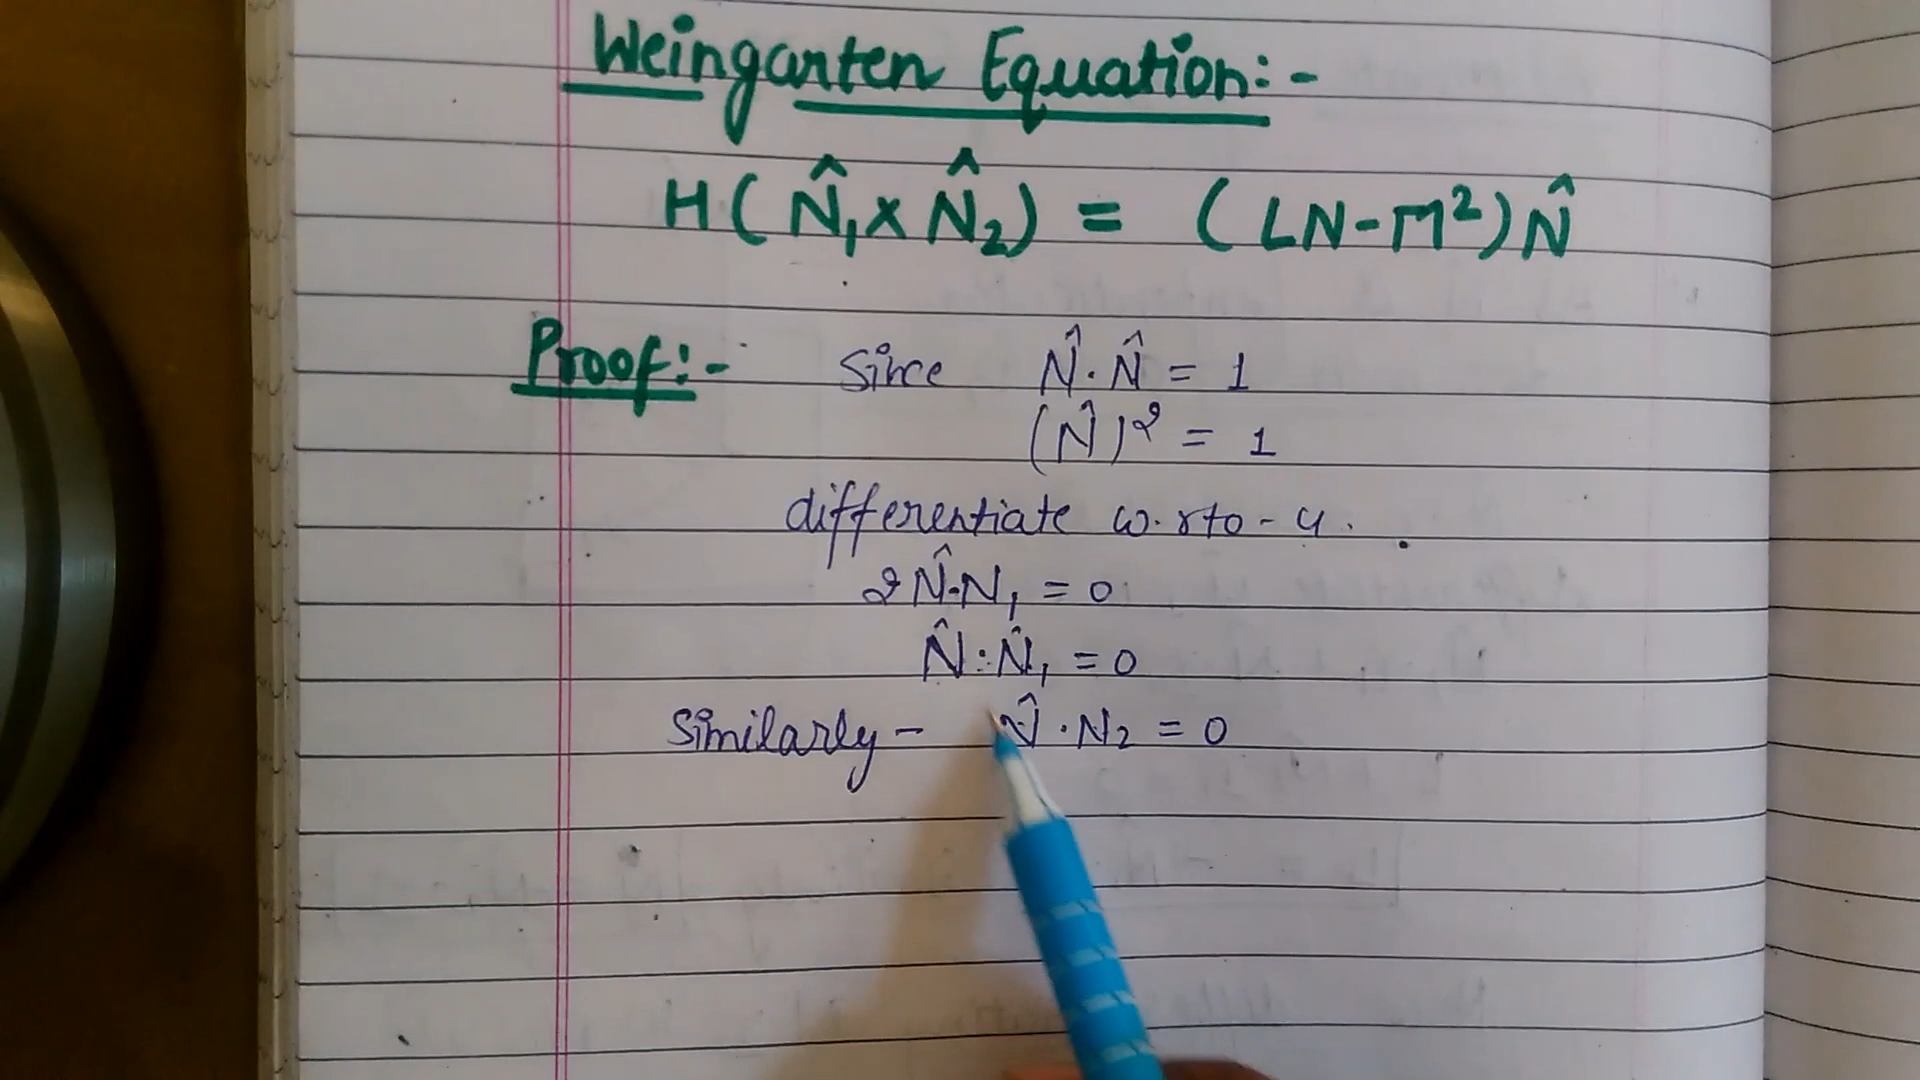 Weingarten Equation:-
H(N̂₁×N̂₂) = (LN-M²)N̂
Proof:- Since N̂·N̂ = 1
(N̂)² = 1
differentiate w.r.to - u.
2N̂·N₁ = 0
N̂·N̂₁ = 0
Similarly- N̂·N₂ = 0